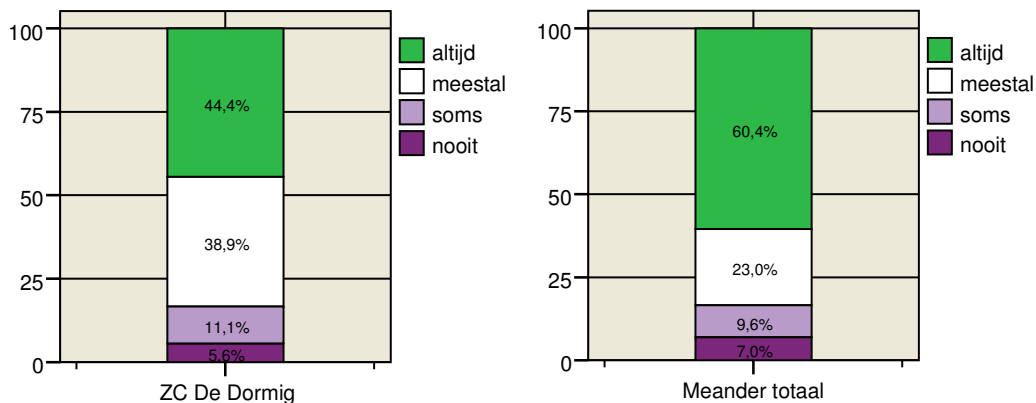 100
75
50
25
0
44,4%
38,9%
11,1%
5,6%
ZC De Dormig
altijd
meestal
soms
nooit
100
75
50
25
0
60,4%
23,0%
9,6%
7,0%
Meander totaal
altijd
meestal
soms
nooit